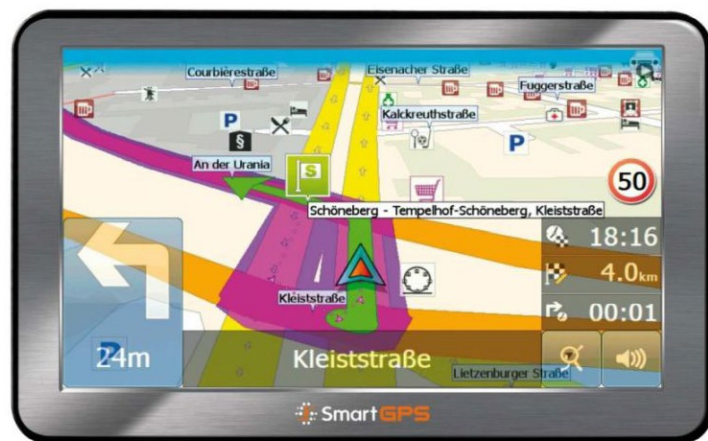 Courbièrestraße
Eisenacher Straße
Fuggerstraße
Kalckreuthstraße
P
P
§
An der Urania
S
50
Schöneberg - Tempelhof-Schöneberg, Kleiststraße
18:16
4.0km
Kleiststraße
00:01
P
24m
Kleiststraße
Lietzenburger Straße
SmartGPS